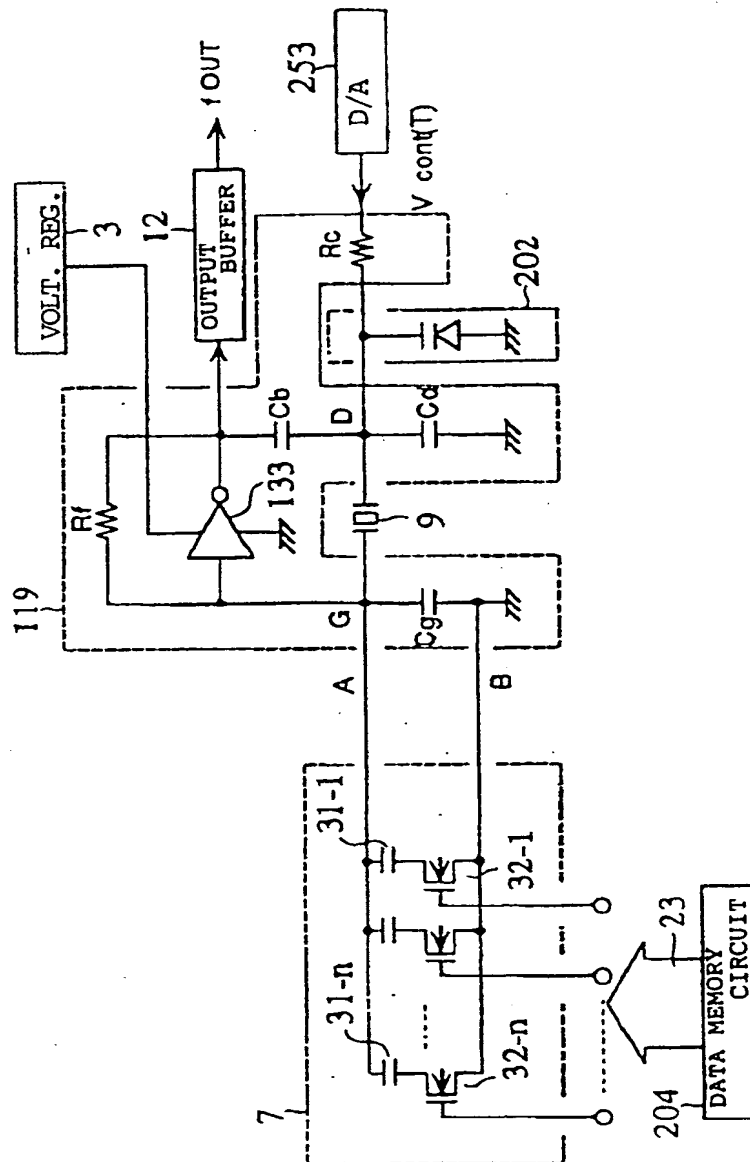 VOLT. REG.
3
OUTPUT
BUFFER
12
f OUT
D/A
253
V cont(T)
Rc
202
Rf
133
Cb
D
Cd
119
9
G
Cg
A
B
7
31-1
32-1
31-n
32-n
23
DATA MEMORY
CIRCUIT
204